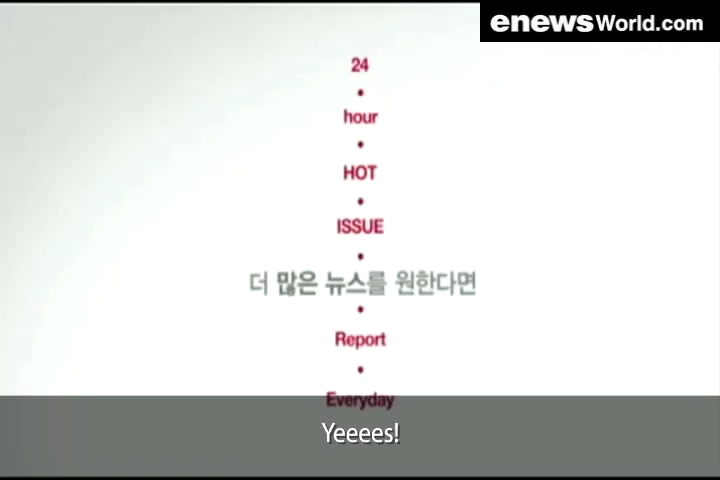 enewsWorld.com
24
hour
HOT
ISSUE
더 많은 뉴스를 원한다면
Report
Everyday
Yeeees!